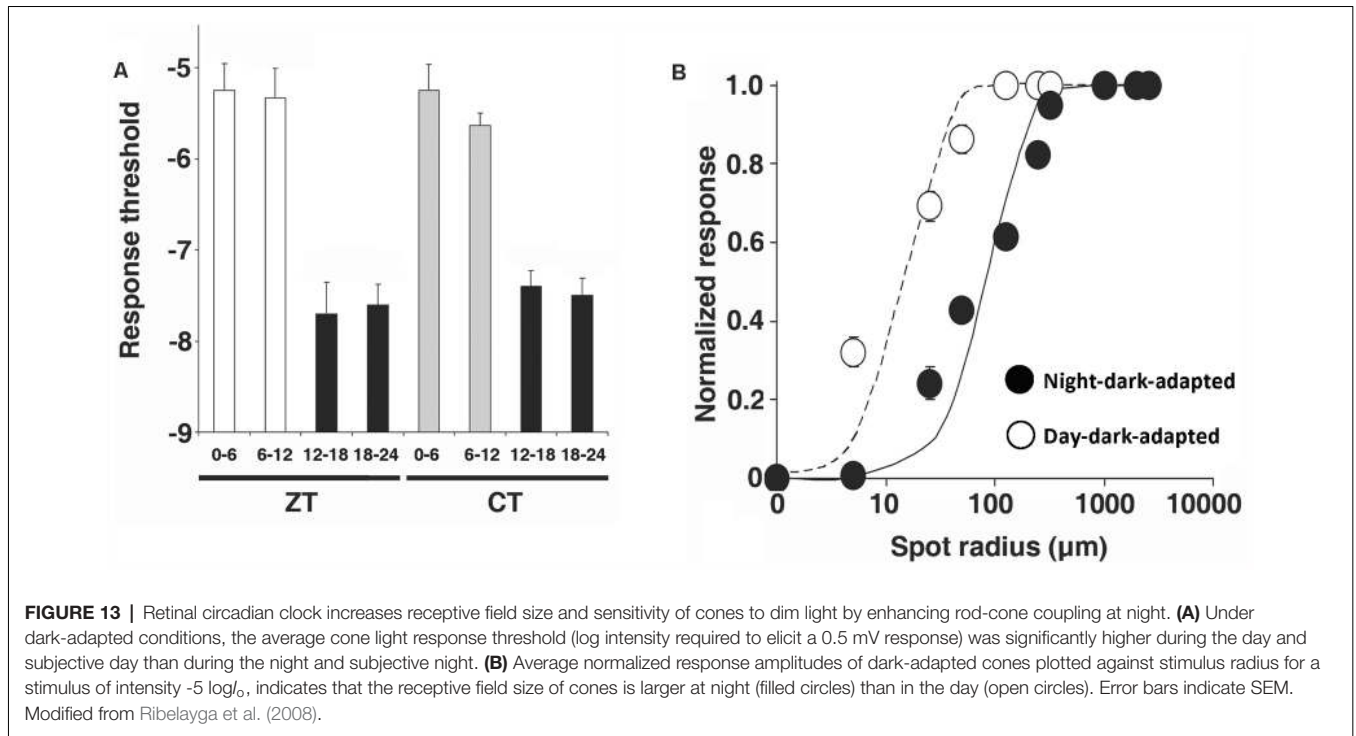 A
Response threshold
-5
-6
-7
-8
-9
0-6 6-12 12-18 18-24 0-6 6-12 12-18 18-24
ZT CT
B
Normalized response
1.0
0.8
0.6
0.4
0.2
0
0 10 100 1000 10000
Spot radius (µm)
Night-dark-adapted
Day-dark-adapted
FIGURE 13 | Retinal circadian clock increases receptive field size and sensitivity of cones to dim light by enhancing rod-cone coupling at night. (A) Under
dark-adapted conditions, the average cone light response threshold (log intensity required to elicit a 0.5 mV response) was significantly higher during the day and
subjective day than during the night and subjective night. (B) Average normalized response amplitudes of dark-adapted cones plotted against stimulus radius for a
stimulus of intensity -5 logIo, indicates that the receptive field size of cones is larger at night (filled circles) than in the day (open circles). Error bars indicate SEM.
Modified from Ribelayga et al. (2008).